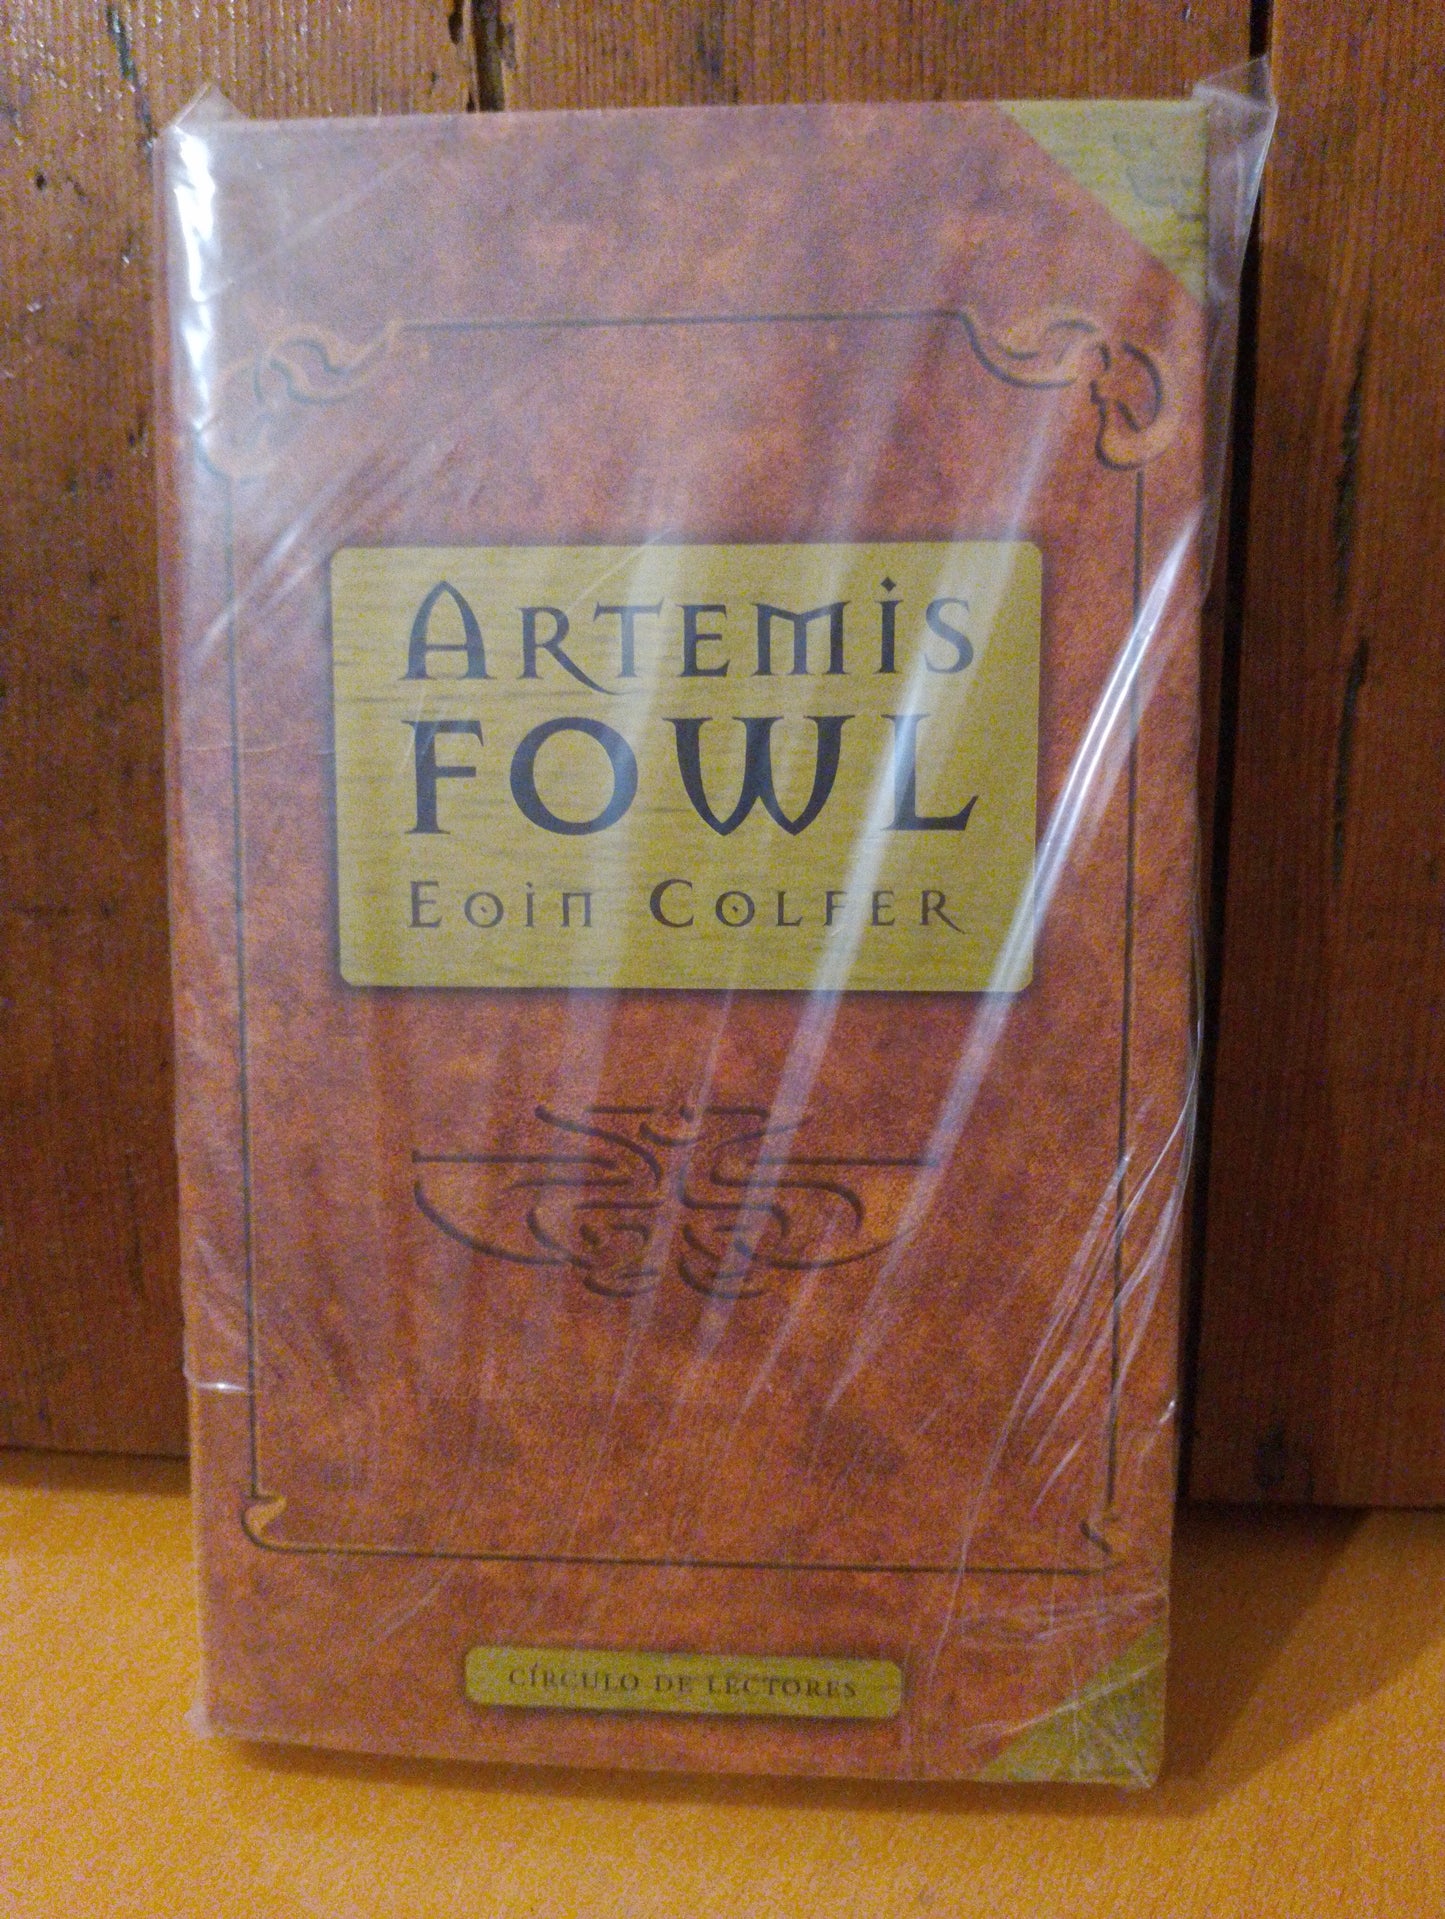 ARTEMIS
FOWL
EOIN COLFER
CÍRCULO DE LECTORES